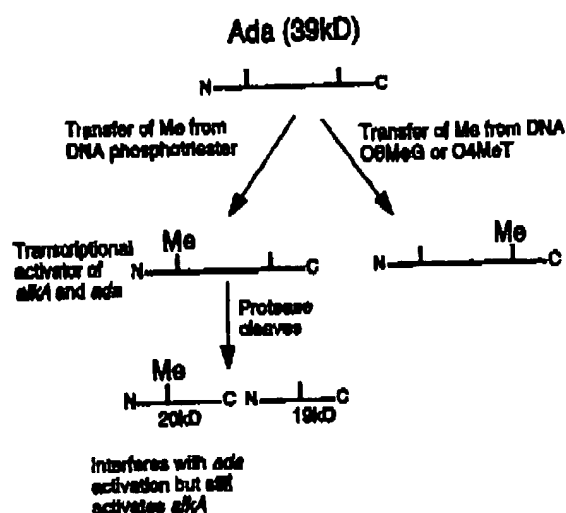 Ada (39kD)
N C
Transfer of Me from
DNA phosphotriester
Transfer of Me from DNA
O6MeG or O4MeT
Me
Transcriptional
activator of
alkA and ada
N C
Me
N C
Protease
cleaves
Me
N C N C
20kD 19kD
Interferes with ada
activation but still
activates alkA